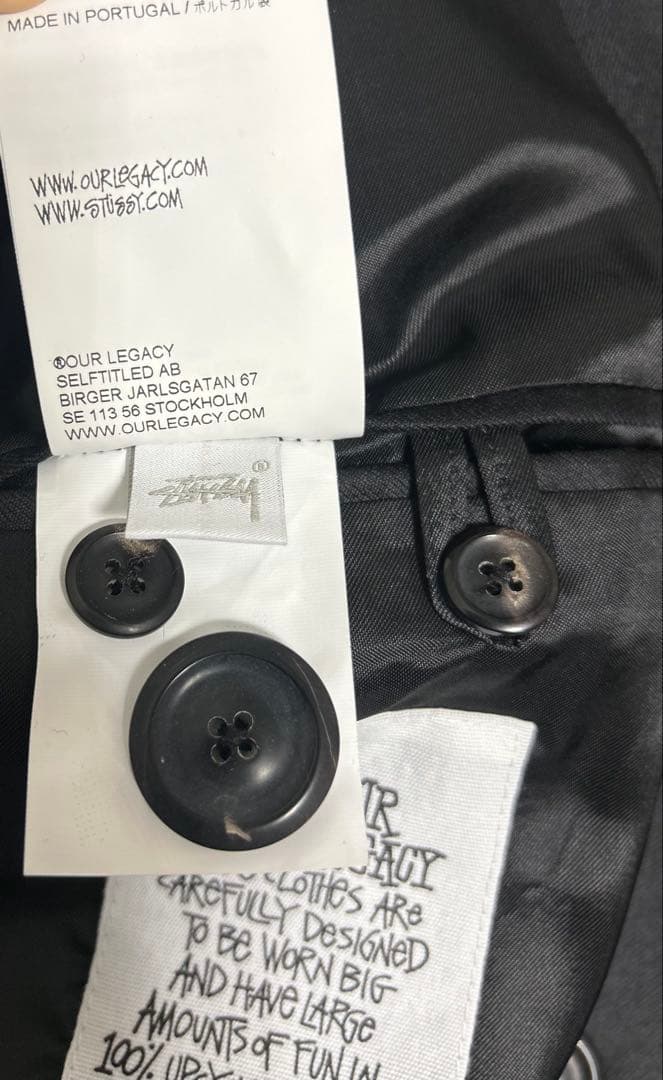 MADE IN PORTUGAL / ポルトガル製
WWW.OURLEGACY.COM
WWW.STÜSSY.COM
®OUR LEGACY
SELFTITLED AB
BIRGER JARLSGATAN 67
SE 113 56 STOCKHOLM
WWW.OURLEGACY.COM
®
CLOTHES ARE
CAREFULLY DESIGNED
TO BE WORN BIG
AND HAVE LARGE
AMOUNTS OF FUN IN
100%